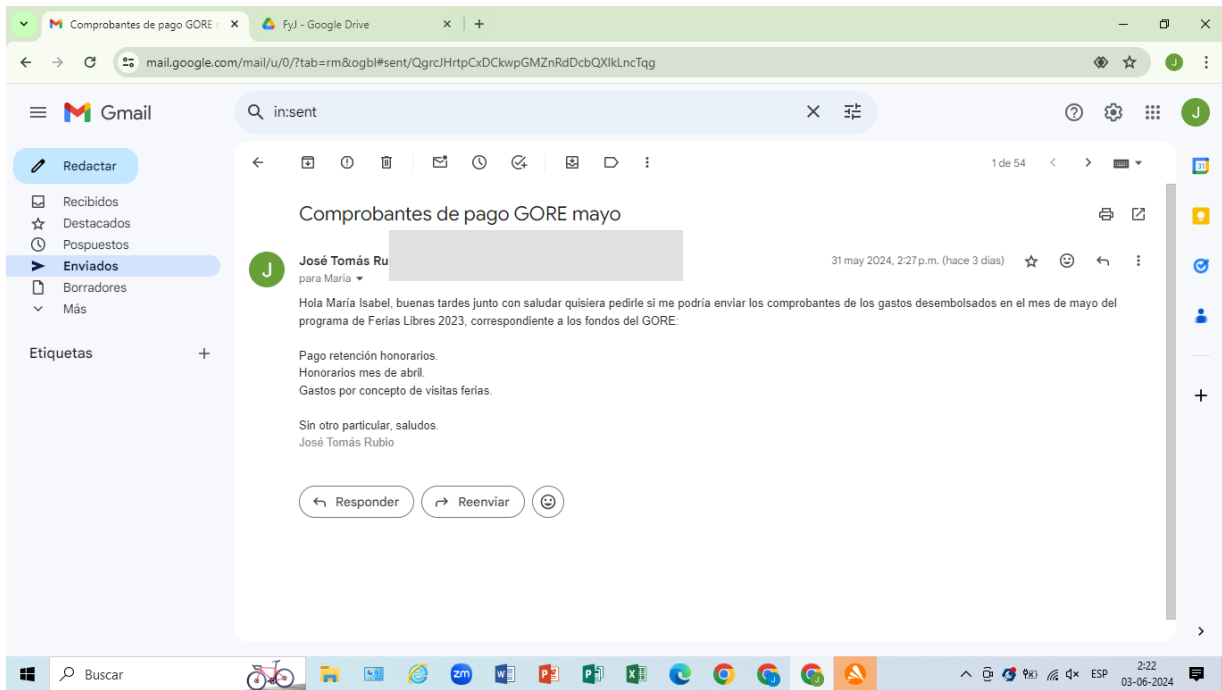 Comprobantes de pago GORE
FyJ - Google Drive
mail.google.com/mail/u/0/?tab=rm&ogbl#sent/QgrcJHrtpCxDCkwpGMZnRdDcbQXlkLncTqg
J
Gmail
in:sent
J
Redactar
1 de 54
31
Recibidos
Destacados
Pospuestos
Enviados
Borradores
Más
Etiquetas
Comprobantes de pago GORE mayo
J
José Tomás Ru
31 may 2024, 2:27 p.m. (hace 3 días)
para Maria
Hola María Isabel, buenas tardes junto con saludar quisiera pedirle si me podría enviar los comprobantes de los gastos desembolsados en el mes de mayo del
programa de Ferias Libres 2023, correspondiente a los fondos del GORE:
Pago retención honorarios.
Honorarios mes de abril.
Gastos por concepto de visitas ferias.
Sin otro particular, saludos.
José Tomás Rubio
Responder
Reenviar
Buscar
zm
ESP
2:22
03-06-2024